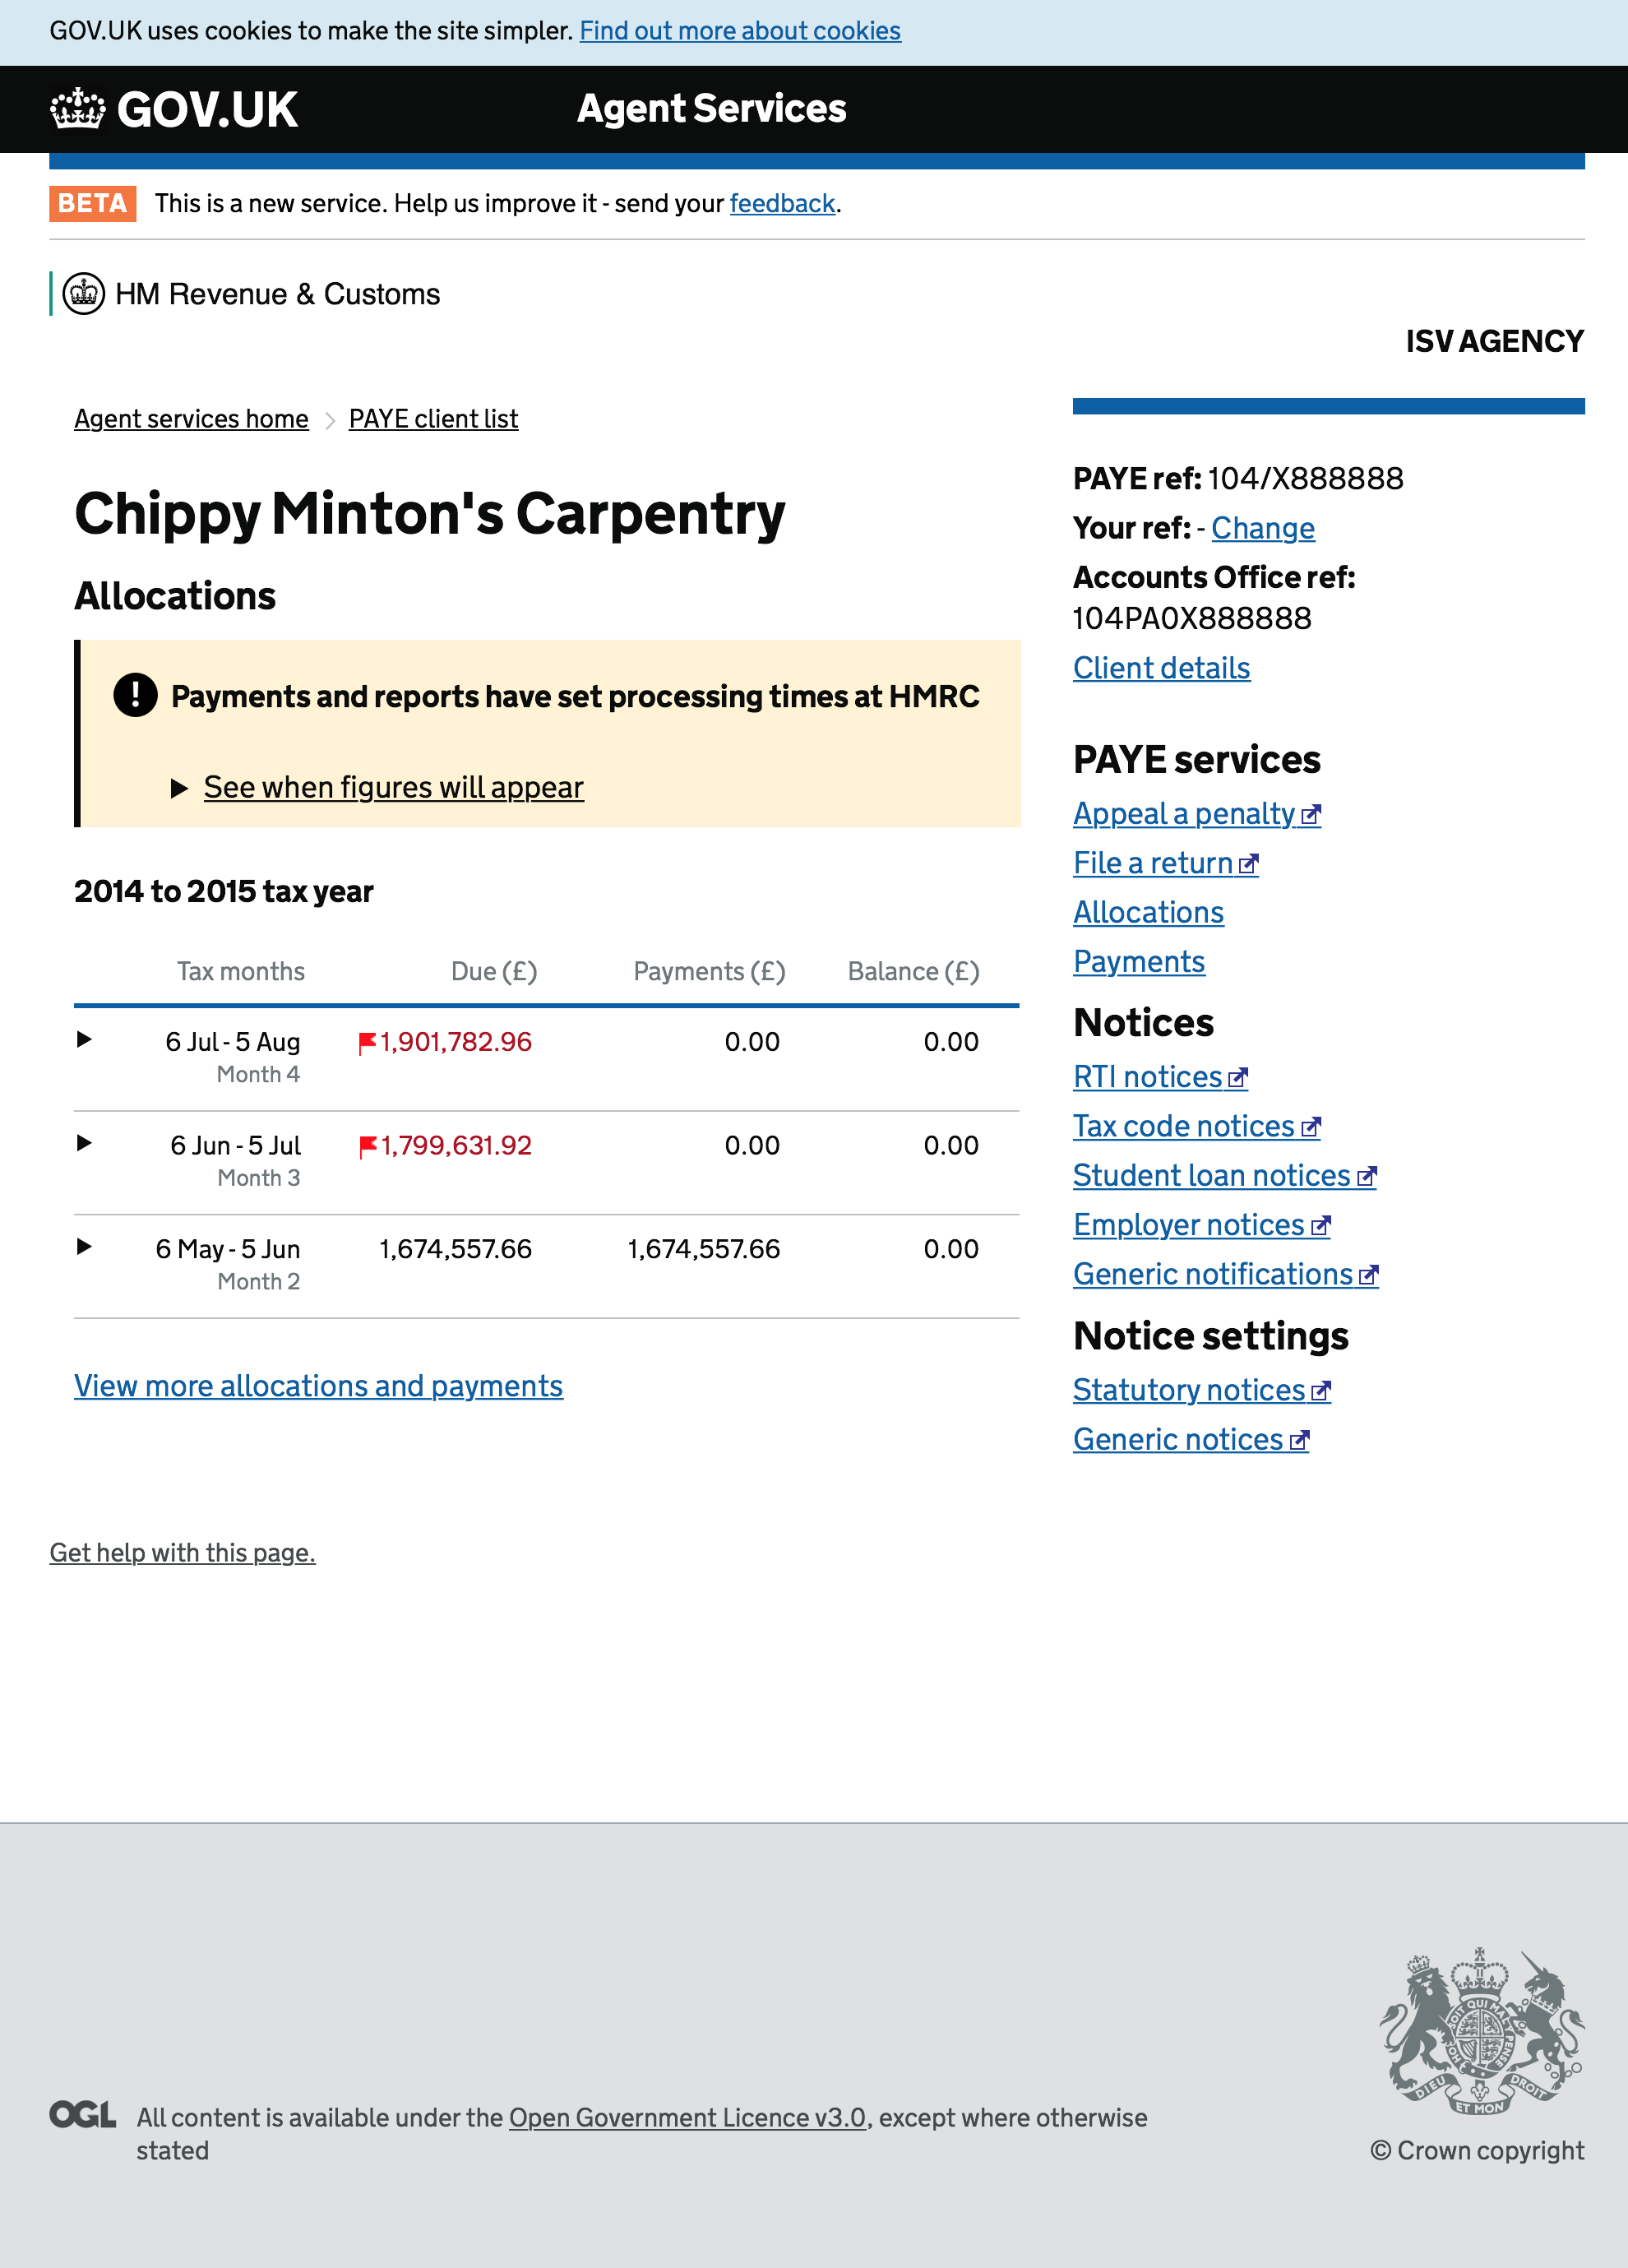 GOV.UK uses cookies to make the site simpler. Find out more about cookies
GOV.UK
Agent Services
BETA This is a new service. Help us improve it - send your feedback.
HM Revenue & Customs
ISV AGENCY
Agent services home
PAYE client list
Chippy Minton's Carpentry
Allocations
! Payments and reports have set processing times at HMRC
See when figures will appear
2014 to 2015 tax year
Tax months Due (£) Payments (£) Balance (£)
6 Jul - 5 Aug 1,901,782.96 0.00 0.00
Month 4
6 Jun - 5 Jul 1,799,631.92 0.00 0.00
Month 3
6 May - 5 Jun 1,674,557.66 1,674,557.66 0.00
Month 2
View more allocations and payments
PAYE ref: 104/X888888
Your ref: - Change
Accounts Office ref:
104PA0X888888
Client details
PAYE services
Appeal a penalty
File a return
Allocations
Payments
Notices
RTI notices
Tax code notices
Student loan notices
Employer notices
Generic notifications
Notice settings
Statutory notices
Generic notices
Get help with this page.
OGL All content is available under the Open Government Licence v3.0, except where otherwise
stated
DIEU ET MON DROIT
© Crown copyright